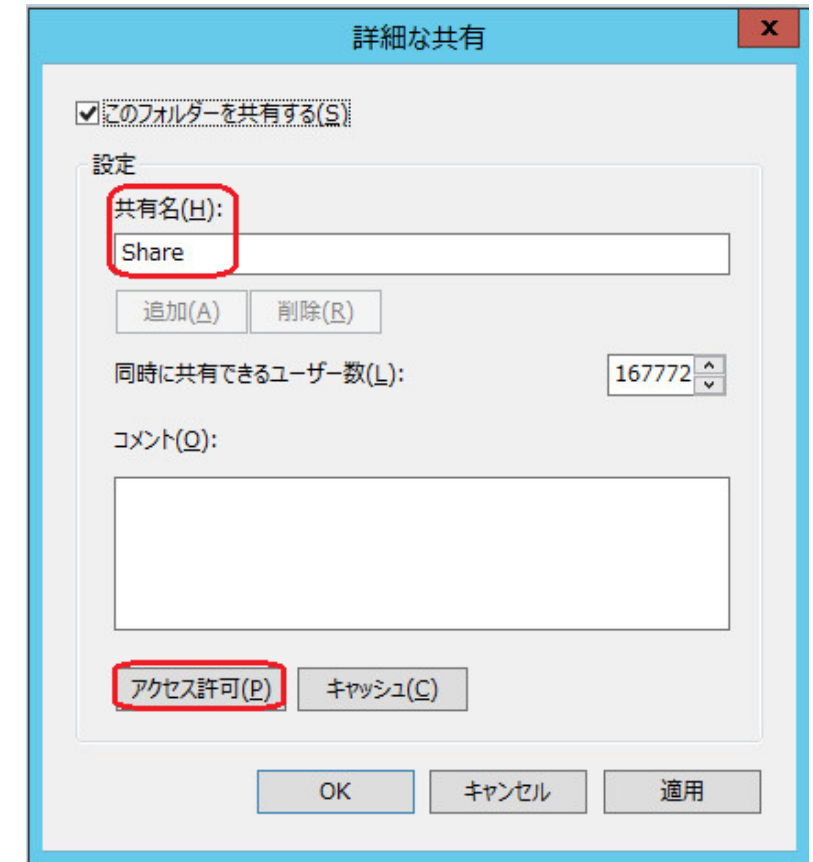 詳細な共有
x
このフォルダーを共有する(S)
設定
共有名(H):
Share
追加(A) 削除(R)
同時に共有できるユーザー数(L): 167772
コメント(O):
アクセス許可(P) キャッシュ(C)
OK キャンセル 適用